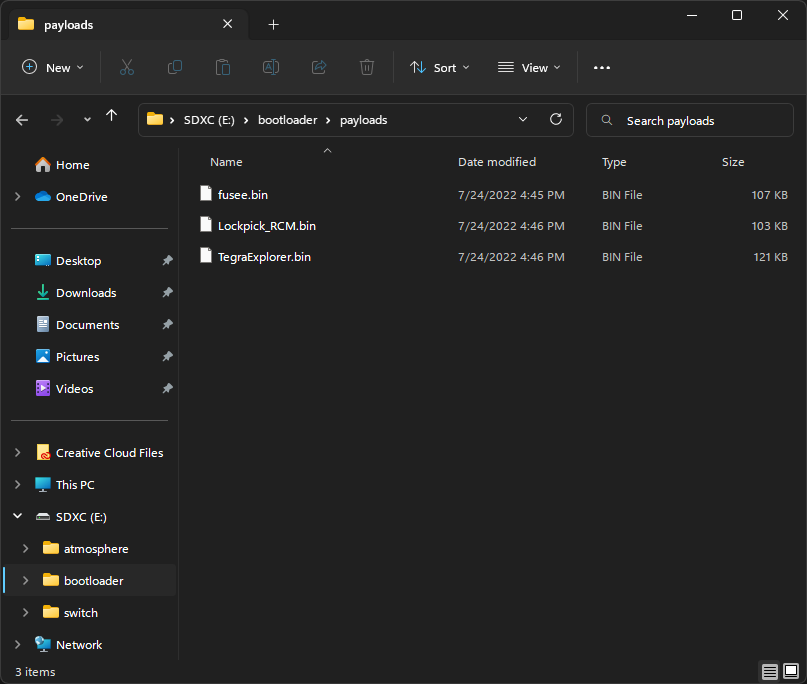 payloads
New
Sort
View
SDXC (E:) bootloader payloads
Search payloads
Name Date modified Type Size
fusee.bin 7/24/2022 4:45 PM BIN File 107 KB
Lockpick_RCM.bin 7/24/2022 4:46 PM BIN File 103 KB
TegraExplorer.bin 7/24/2022 4:46 PM BIN File 121 KB
Home
OneDrive
Desktop
Downloads
Documents
Pictures
Videos
Creative Cloud Files
This PC
SDXC (E:)
atmosphere
bootloader
switch
Network
3 items